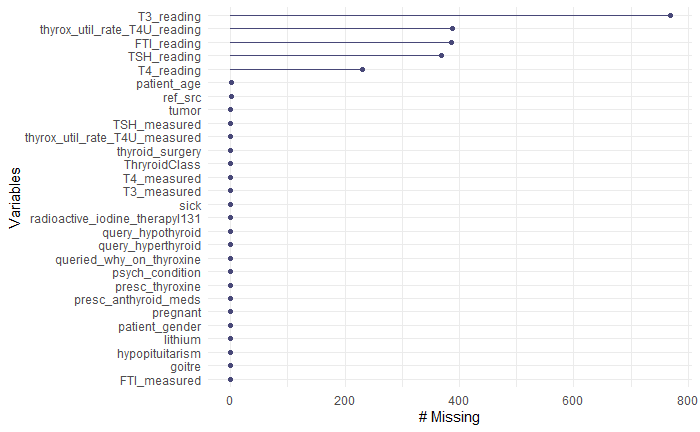 T3_reading
thyrox_util_rate_T4U_reading
FTI_reading
TSH_reading
T4_reading
patient_age
ref_src
tumor
TSH_measured
thyrox_util_rate_T4U_measured
thyroid_surgery
ThryroidClass
T4_measured
T3_measured
sick
radioactive_iodine_therapyI131
query_hypothyroid
query_hyperthyroid
queried_why_on_thyroxine
psych_condition
presc_thyroxine
presc_anthyroid_meds
pregnant
patient_gender
lithium
hypopituitarism
goitre
FTI_measured
Variables
0 200 400 600 800
# Missing